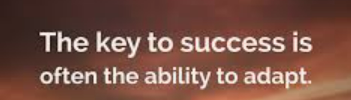 The key to success is
often the ability to adapt.